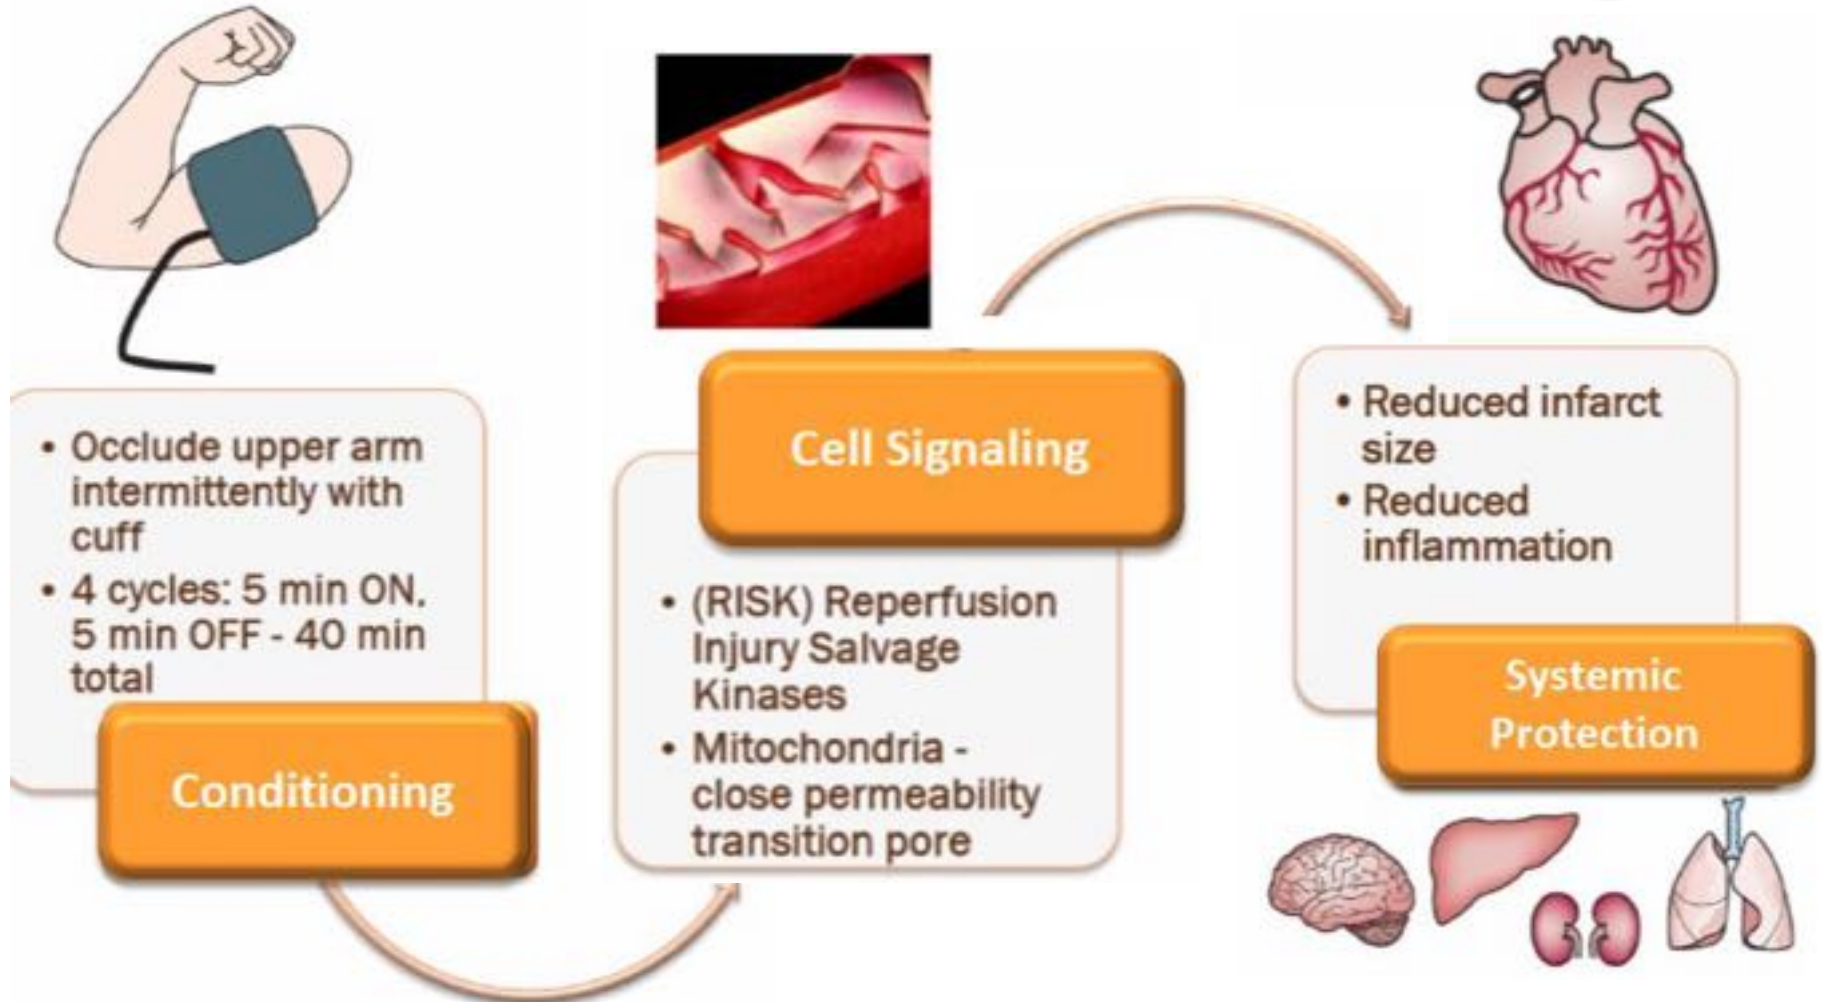 • Occlude upper arm
intermittently with
cuff
• 4 cycles: 5 min ON,
5 min OFF - 40 min
total
Conditioning
Cell Signaling
• (RISK) Reperfusion
Injury Salvage
Kinases
• Mitochondria -
close permeability
transition pore
• Reduced infarct
size
• Reduced
inflammation
Systemic
Protection